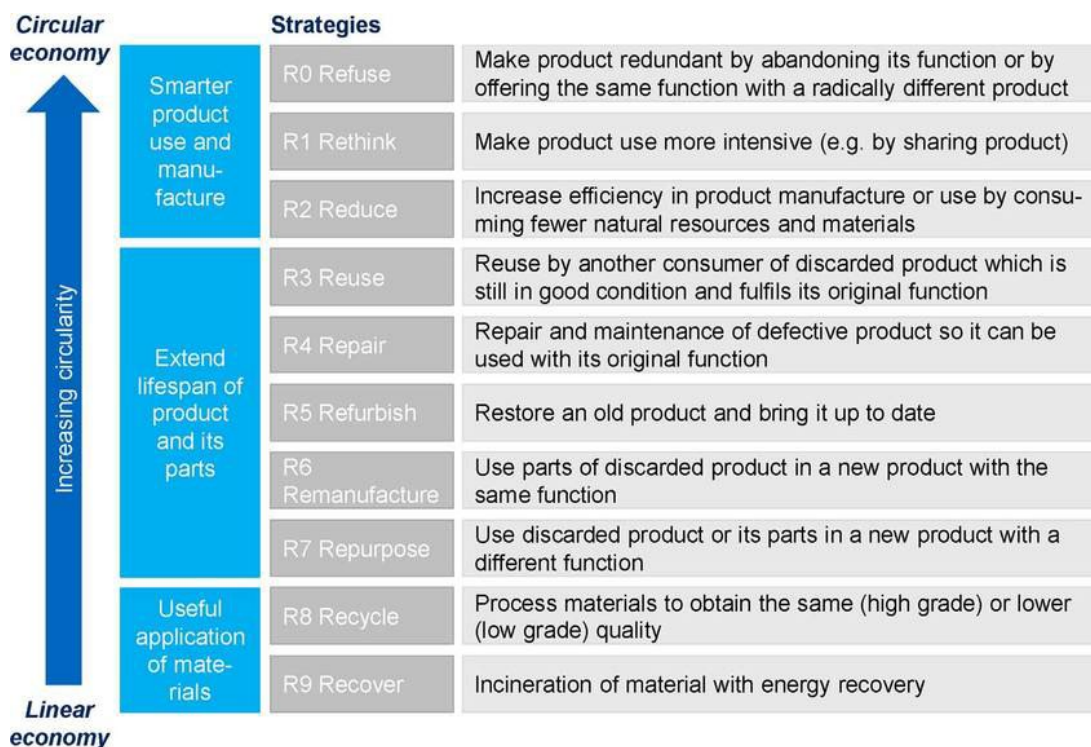 Circular
economy
Strategies
Increasing circularity
Linear
economy
Smarter
product
use and
manu-
facture
R0 Refuse
Make product redundant by abandoning its function or by
offering the same function with a radically different product
R1 Rethink
Make product use more intensive (e.g. by sharing product)
R2 Reduce
Increase efficiency in product manufacture or use by consu-
ming fewer natural resources and materials
Extend
lifespan of
product
and its
parts
R3 Reuse
Reuse by another consumer of discarded product which is
still in good condition and fulfils its original function
R4 Repair
Repair and maintenance of defective product so it can be
used with its original function
R5 Refurbish
Restore an old product and bring it up to date
R6
Remanufacture
Use parts of discarded product in a new product with the
same function
R7 Repurpose
Use discarded product or its parts in a new product with a
different function
Useful
application
of mate-
rials
R8 Recycle
Process materials to obtain the same (high grade) or lower
(low grade) quality
R9 Recover
Incineration of material with energy recovery